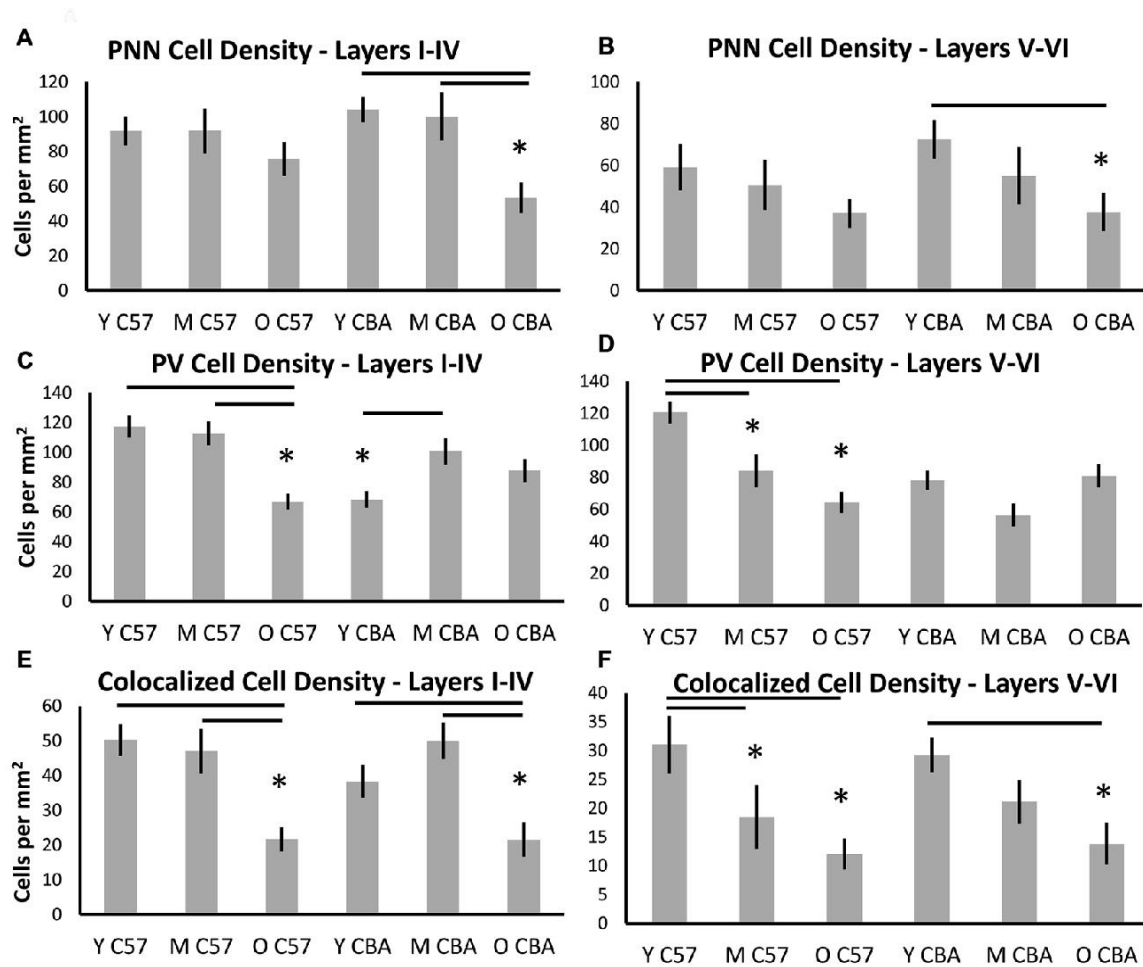 A
PNN Cell Density - Layers I-IV
Cells per mm²
120
100
80
60
40
20
0
*
Y C57 M C57 O C57 Y CBA M CBA O CBA
B
PNN Cell Density - Layers V-VI
100
80
60
40
20
0
*
Y C57 M C57 O C57 Y CBA M CBA O CBA
C
PV Cell Density - Layers I-IV
Cells per mm²
140
120
100
80
60
40
20
0
* *
Y C57 M C57 O C57 Y CBA M CBA O CBA
D
PV Cell Density - Layers V-VI
140
120
100
80
60
40
20
0
* *
Y C57 M C57 O C57 Y CBA M CBA O CBA
E
Colocalized Cell Density - Layers I-IV
Cells per mm²
60
50
40
30
20
10
0
* *
Y C57 M C57 O C57 Y CBA M CBA O CBA
F
Colocalized Cell Density - Layers V-VI
40
35
30
25
20
15
10
5
0
* * *
Y C57 M C57 O C57 Y CBA M CBA O CBA